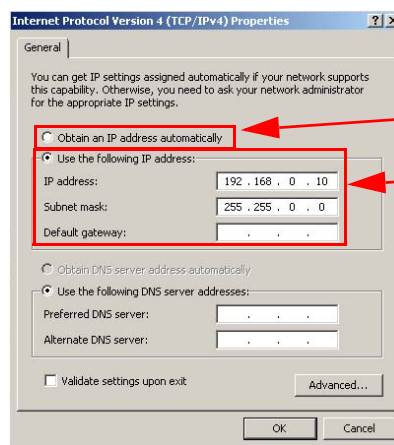 Internet Protocol Version 4 (TCP/IPv4) Properties
General
You can get IP settings assigned automatically if your network supports
this capability. Otherwise, you need to ask your network administrator
for the appropriate IP settings.
Obtain an IP address automatically
Use the following IP address:
IP address: 192 . 168 . 0 . 10
Subnet mask: 255 . 255 . 0 . 0
Default gateway: . . .
Obtain DNS server address automatically
Use the following DNS server addresses:
Preferred DNS server: . . .
Alternate DNS server: . . .
Validate settings upon exit
Advanced...
OK Cancel